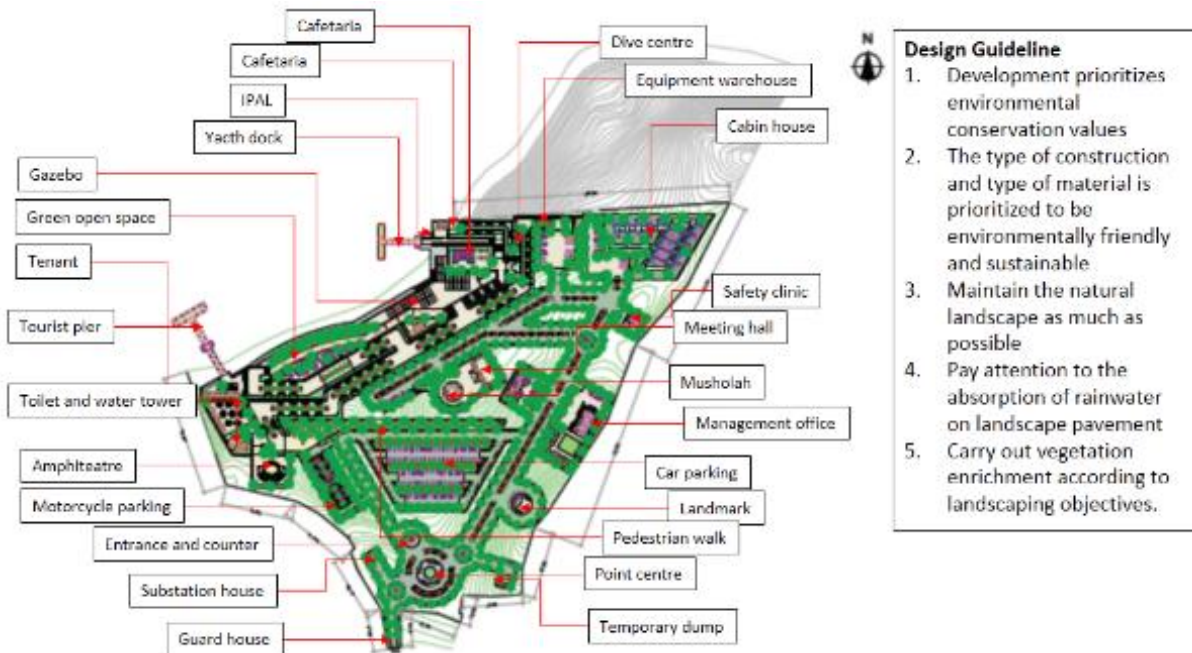 Cafetaria
Cafetaria
IPAL
Yacth dock
Gazebo
Green open space
Tenant
Tourist pier
Toilet and water tower
Amphiteatre
Motorcycle parking
Entrance and counter
Substation house
Guard house
Dive centre
Equipment warehouse
Cabin house
Safety clinic
Meeting hall
Musholah
Management office
Car parking
Landmark
Pedestrian walk
Point centre
Temporary dump
N
Design Guideline
1. Development prioritizes
environmental
conservation values
2. The type of construction
and type of material is
prioritized to be
environmentally friendly
and sustainable
3. Maintain the natural
landscape as much as
possible
4. Pay attention to the
absorption of rainwater
on landscape pavement
5. Carry out vegetation
enrichment according to
landscaping objectives.